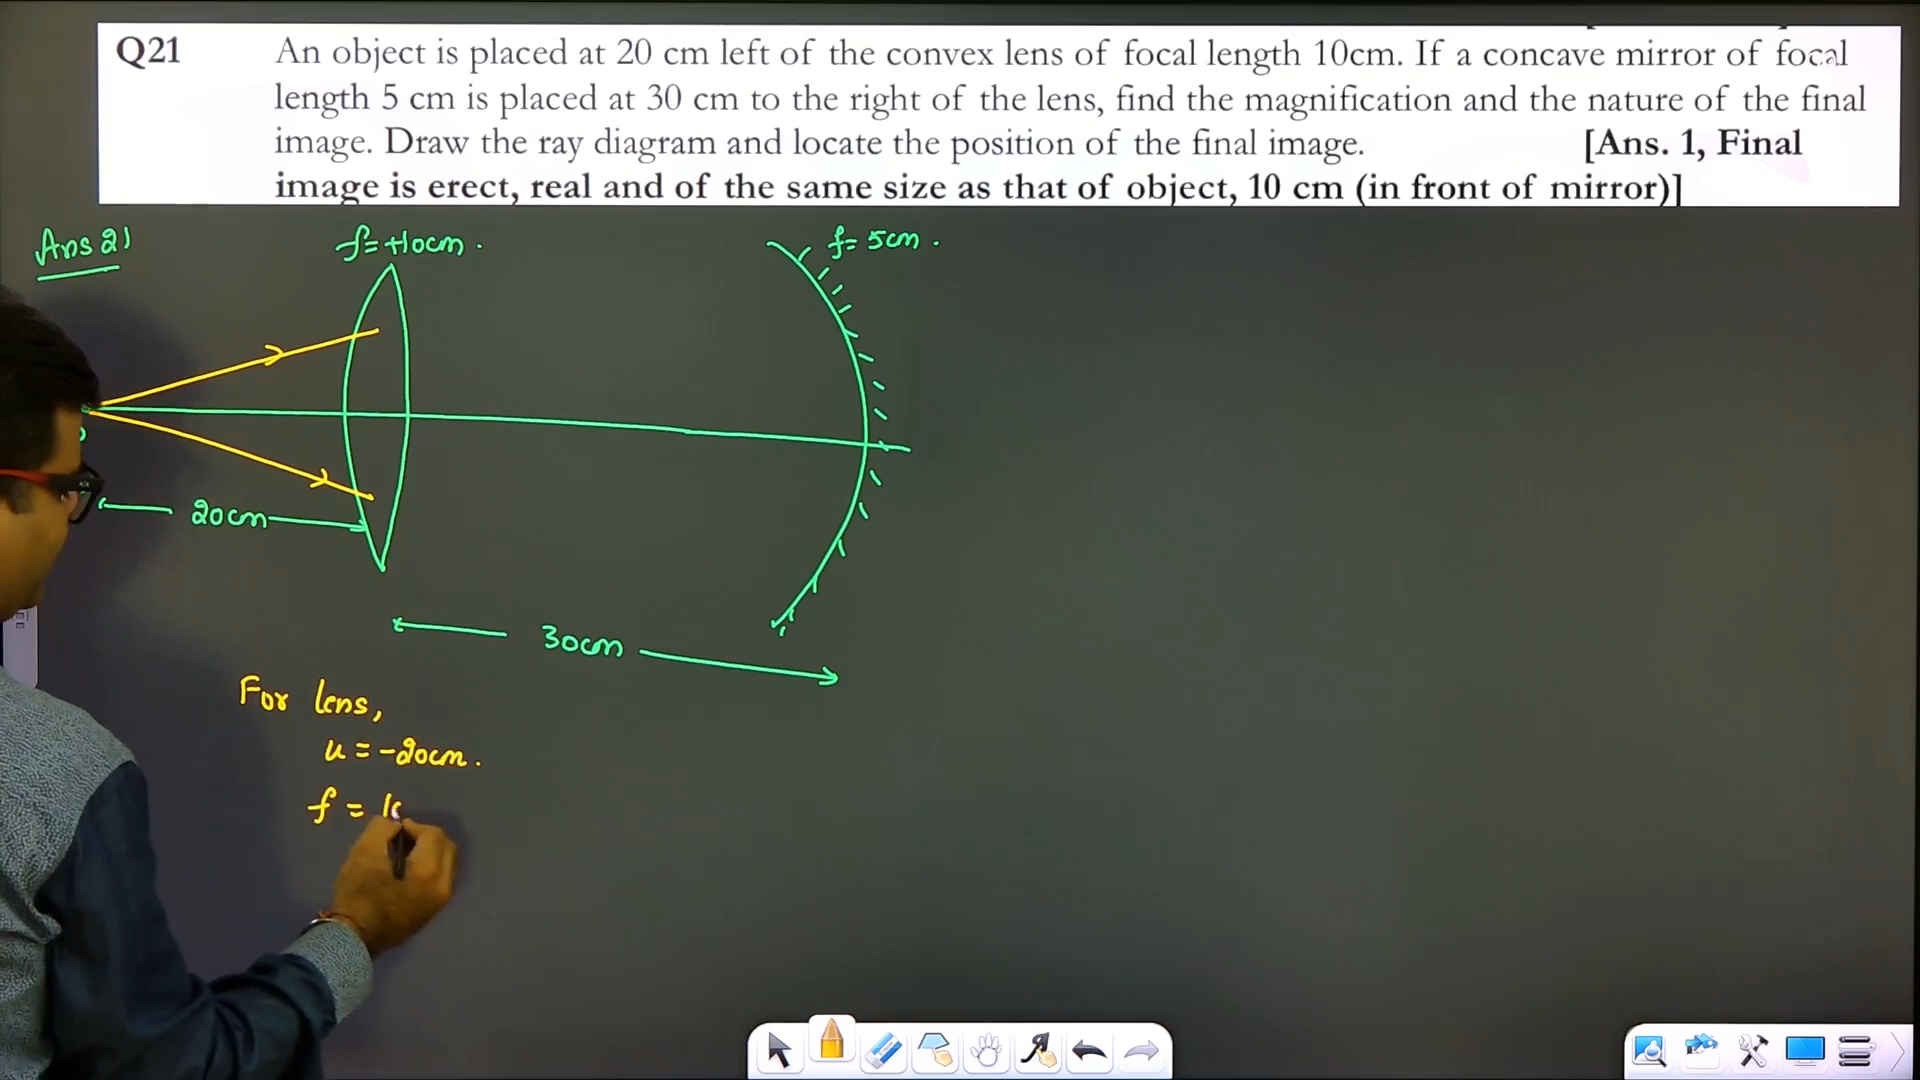 Q21 An object is placed at 20 cm left of the convex lens of focal length 10cm. If a concave mirror of focal
length 5 cm is placed at 30 cm to the right of the lens, find the magnification and the nature of the final
image. Draw the ray diagram and locate the position of the final image. [Ans. 1, Final
image is erect, real and of the same size as that of object, 10 cm (in front of mirror)]
Ans 21
f=+10cm.
f= 5cm.
20cm
30cm
For lens,
u = -20cm.
f = 10